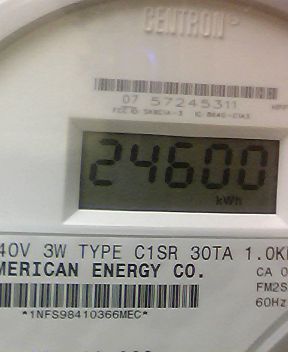 CENTRON
07 57245311
24600
kWh
40V 3W TYPE C1SR 30TA 1.0K
MERICAN ENERGY CO.
CA 0
FM2S
60Hz
*1NFS98410366MEC*